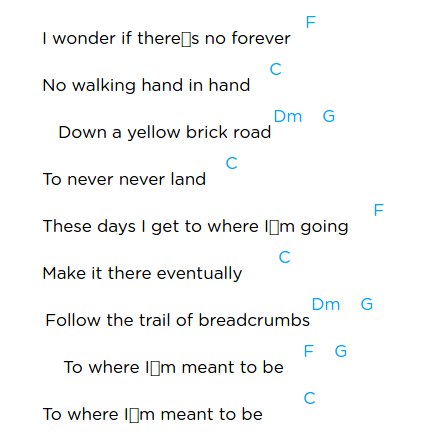 F
I wonder if there▯s no forever
C
No walking hand in hand
Dm G
Down a yellow brick road
C
To never never land
F
These days I get to where I▯m going
C
Make it there eventually
Dm G
Follow the trail of breadcrumbs
F G
To where I▯m meant to be
C
To where I▯m meant to be